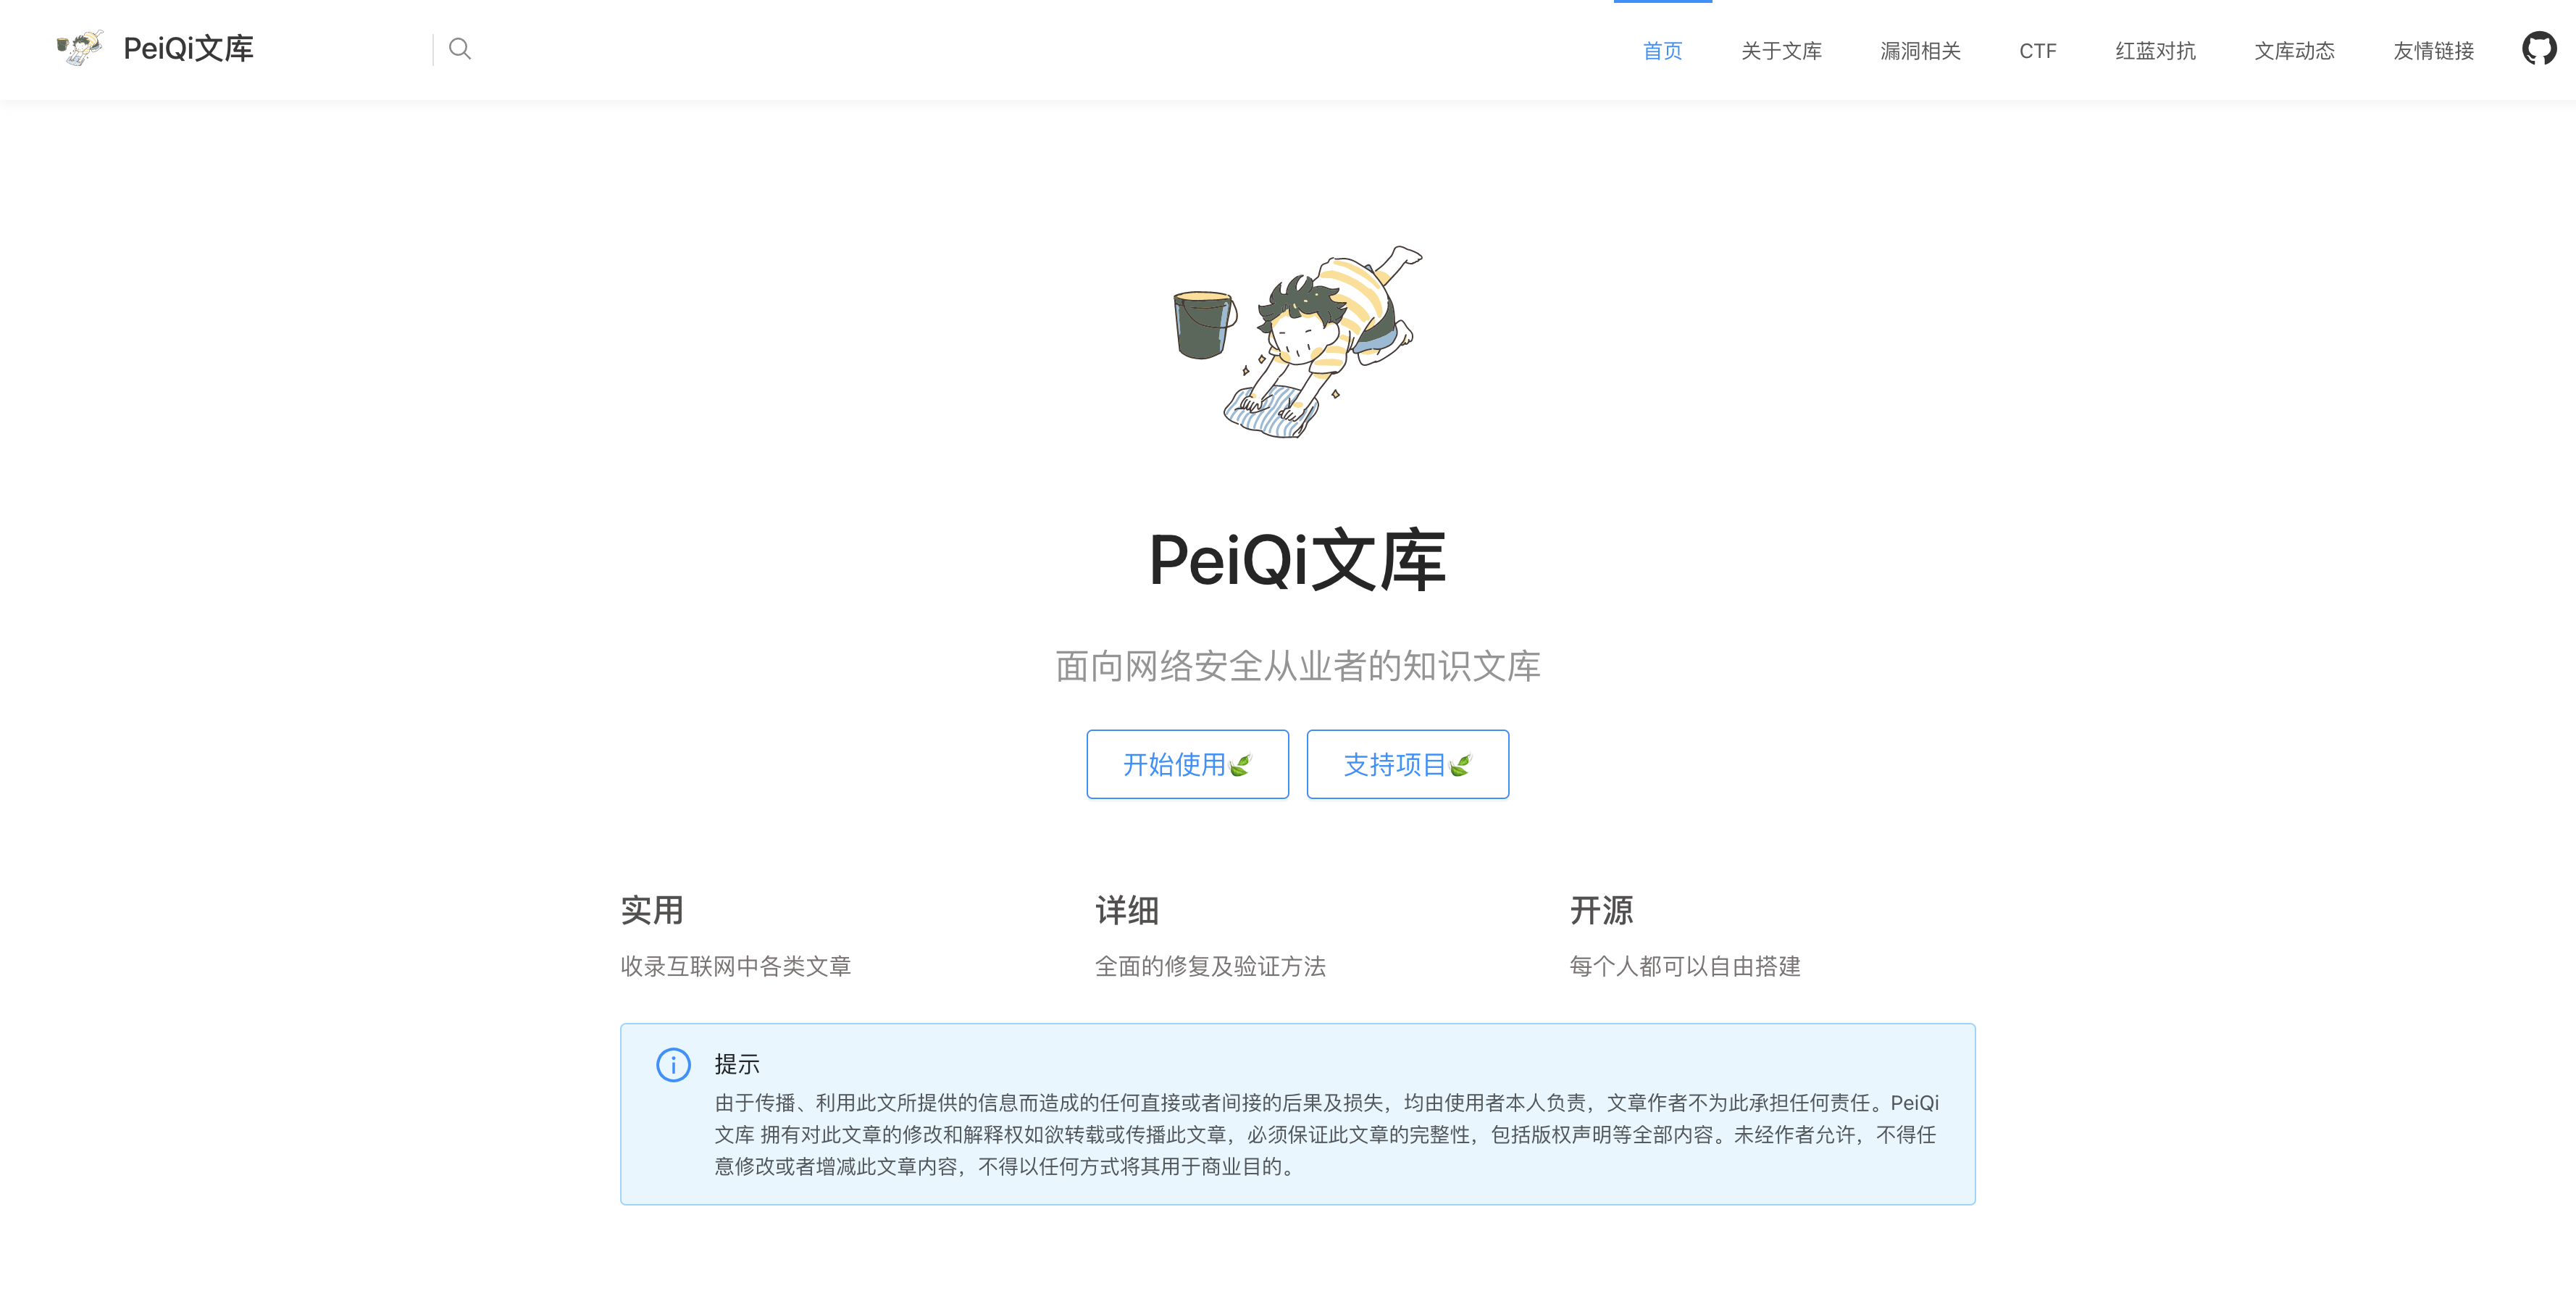 PeiQi文库
首页 关于文库 漏洞相关 CTF 红蓝对抗 文库动态 友情链接
PeiQi文库
面向网络安全从业者的知识文库
开始使用🌿 支持项目🌿
实用 详细 开源
收录互联网中各类文章 全面的修复及验证方法 每个人都可以自由搭建
提示
由于传播、利用此文所提供的信息而造成的任何直接或者间接的后果及损失，均由使用者本人负责，文章作者不为此承担任何责任。PeiQi
文库 拥有对此文章的修改和解释权如欲转载或传播此文章，必须保证此文章的完整性，包括版权声明等全部内容。未经作者允许，不得任
意修改或者增减此文章内容，不得以任何方式将其用于商业目的。